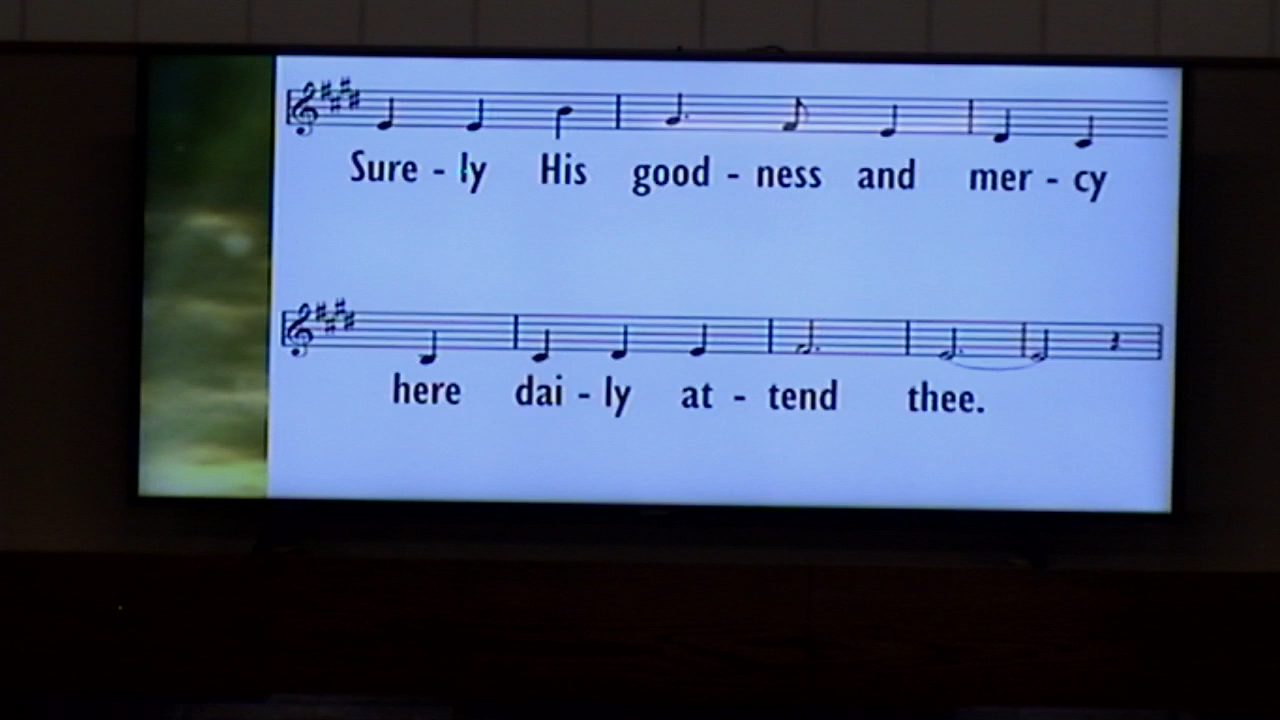 Sure - ly His good - ness and mer - cy
here dai - ly at - tend thee.